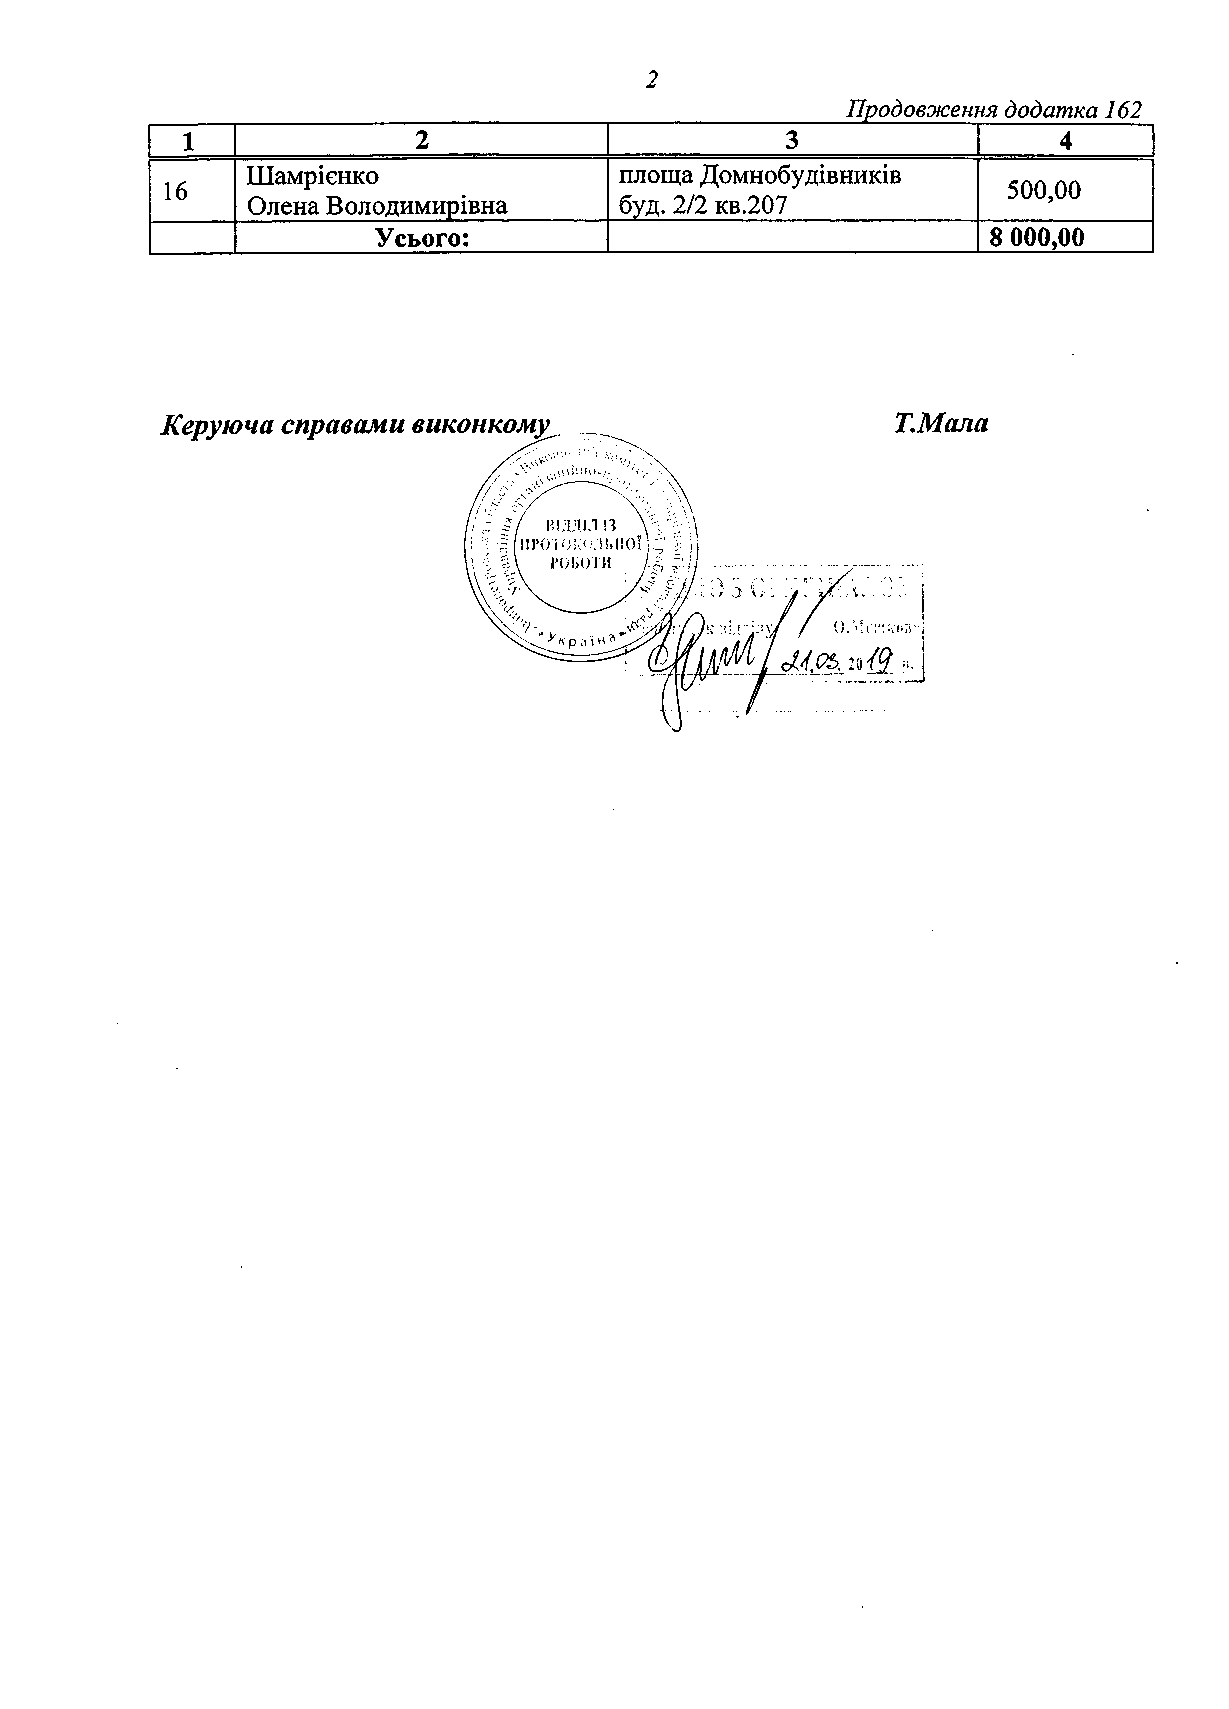 2
Продовження додатка 162
1 2 3 4
16 Шамрієнко площа Домнобудівників 500,00
Олена Володимирівна буд. 2/2 кв.207
Усього: 8 000,00
Керуюча справами виконкому Т.Мала
ВІДДІЛ ІЗ
ПРОТОКОЛЬНОЇ
РОБОТИ
Україна
21.03. 2019